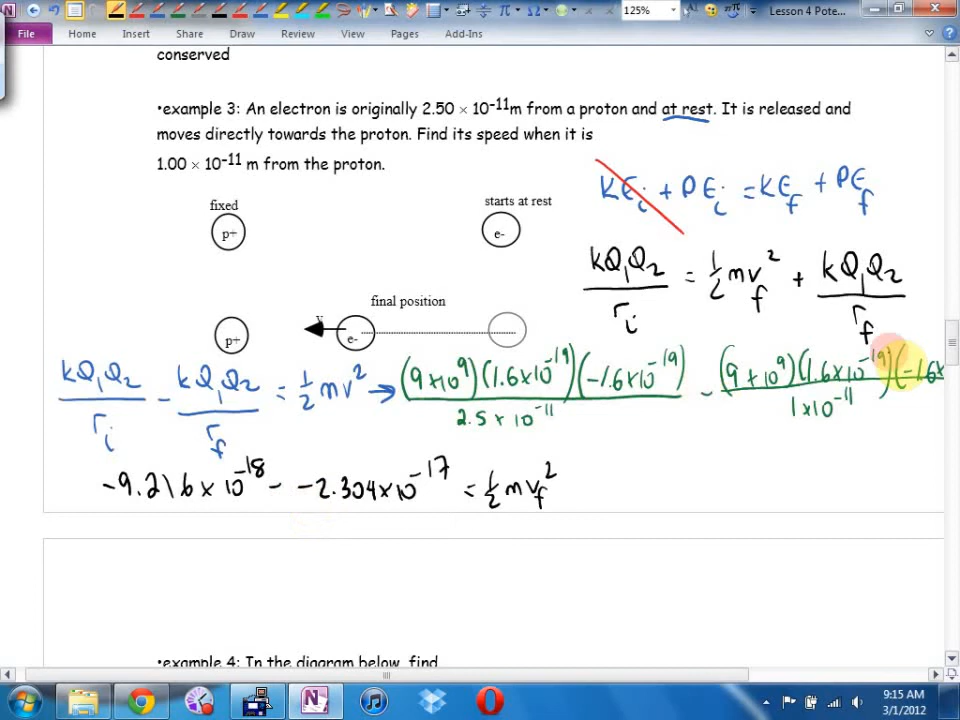 125% Lesson 4 Pote...
File Home Insert Share Draw Review View Pages Add-Ins
conserved
•example 3: An electron is originally 2.50 × 10⁻¹¹m from a proton and at rest. It is released and
moves directly towards the proton. Find its speed when it is
1.00 × 10⁻¹¹ m from the proton.
KEᵢ + PEᵢ = KE_f + PE_f
fixed starts at rest
p+ e-
kQ₁Q₂/rᵢ = ½mv_f² + kQ₁Q₂/r_f
final position
v
p+ e-
kQ₁Q₂/rᵢ - kQ₁Q₂/r_f = ½mv² → (9×10⁹)(1.6×10⁻¹⁹)(-1.6×10⁻¹⁹)/2.5×10⁻¹¹ - (9×10⁹)(1.6×10⁻¹⁹)(-1.6×/1×10⁻¹¹
-9.216×10⁻¹⁸ - -2.304×10⁻¹⁷ = ½mv_f²
•example 4: In the diagram below, find
9:15 AM
3/1/2012